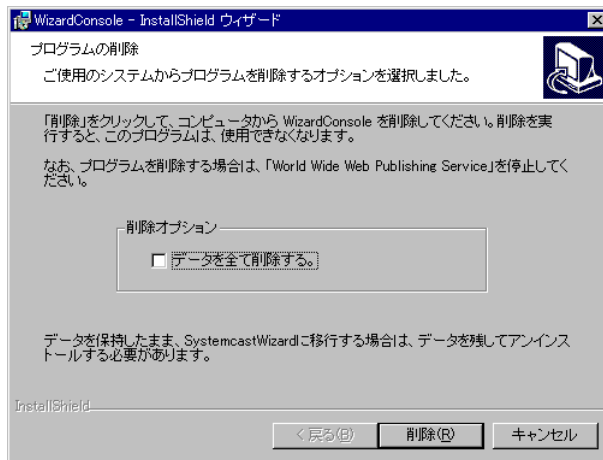 WizardConsole - InstallShield ウィザード
プログラムの削除
ご使用のシステムからプログラムを削除するオプションを選択しました。
「削除」をクリックして、コンピュータから WizardConsole を削除してください。削除を実
行すると、このプログラムは、使用できなくなります。
なお、プログラムを削除する場合は、「World Wide Web Publishing Service」を停止してく
ださい。
削除オプション
データを全て削除する。
データを保持したまま、SystemcastWizardに移行する場合は、データを残してアンインス
トールする必要があります。
InstallShield
< 戻る(B) 削除(R) キャンセル